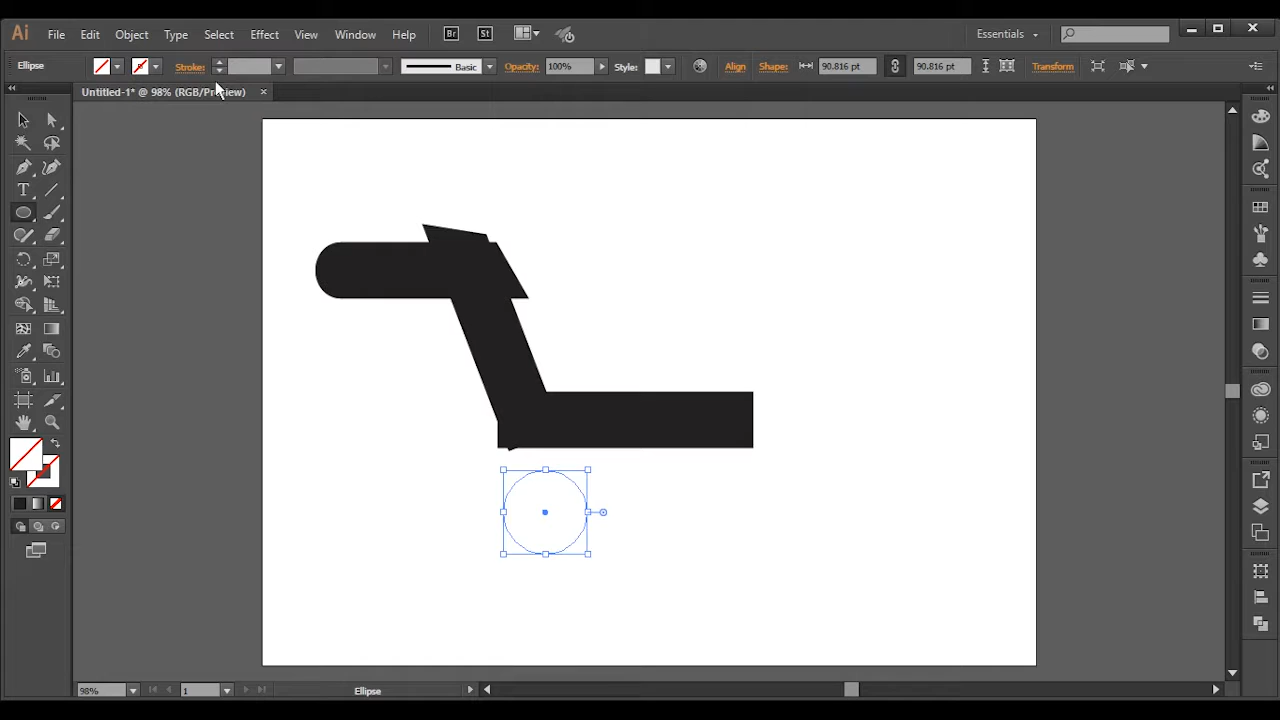 Ai File Edit Object Type Select Effect View Window Help Br St Essentials
Ellipse Stroke: Basic Opacity: 100% Style: Align Shape: 90.816 pt 90.816 pt Transform
Untitled-1* @ 98% (RGB/Preview) ×
T
98% 1 Ellipse